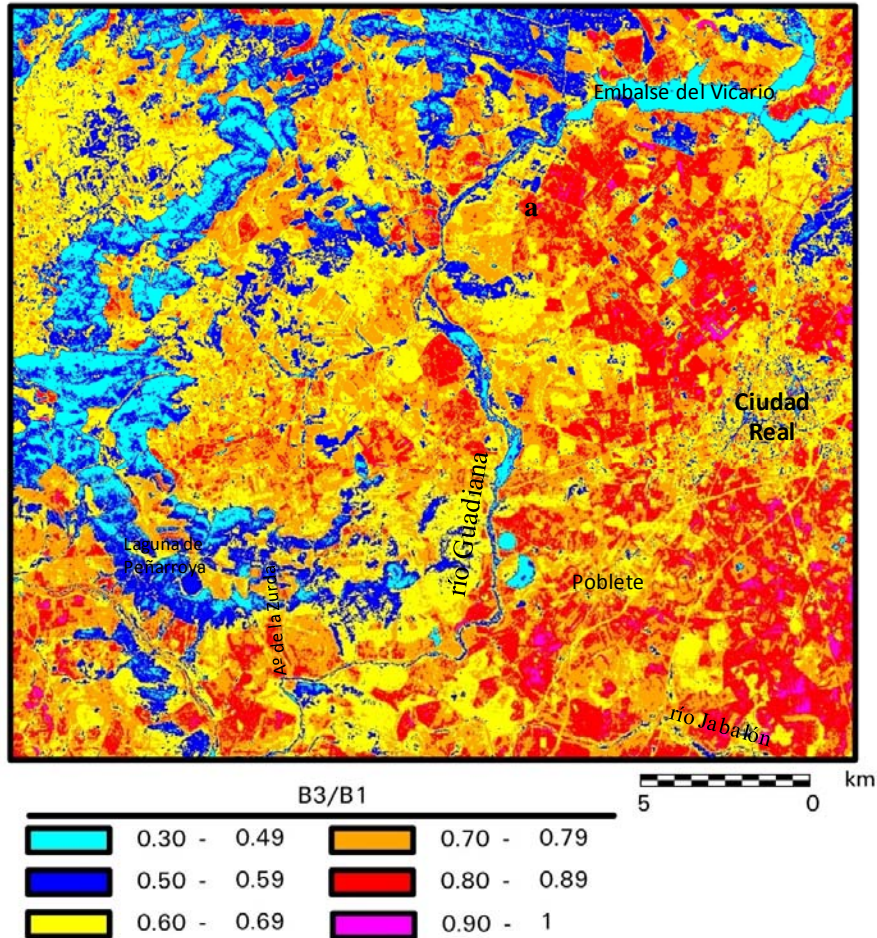 Embalse del Vicario
a
Ciudad
Real
río Guadiana
Laguna de
Peñarroya
Aº de la Zurda
Poblete
río Jabalón
km
5 0
B3/B1
0.30 - 0.49
0.50 - 0.59
0.60 - 0.69
0.70 - 0.79
0.80 - 0.89
0.90 - 1